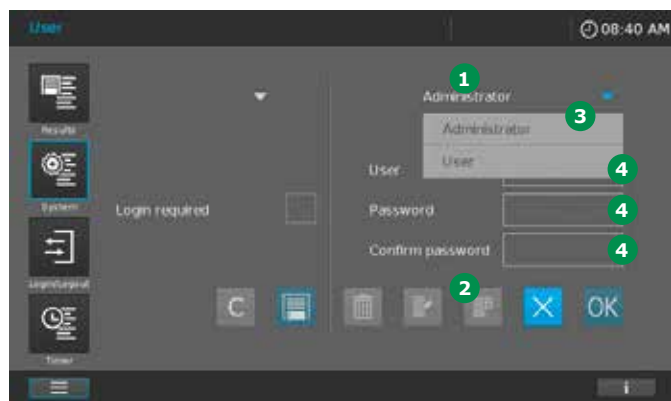 User
08:40 AM
1
Administrator
3
Administrator
User
Results
User
4
System
Login required
Password
4
Confirm password
4
Login/Logout
2
C
OK
Timer
i